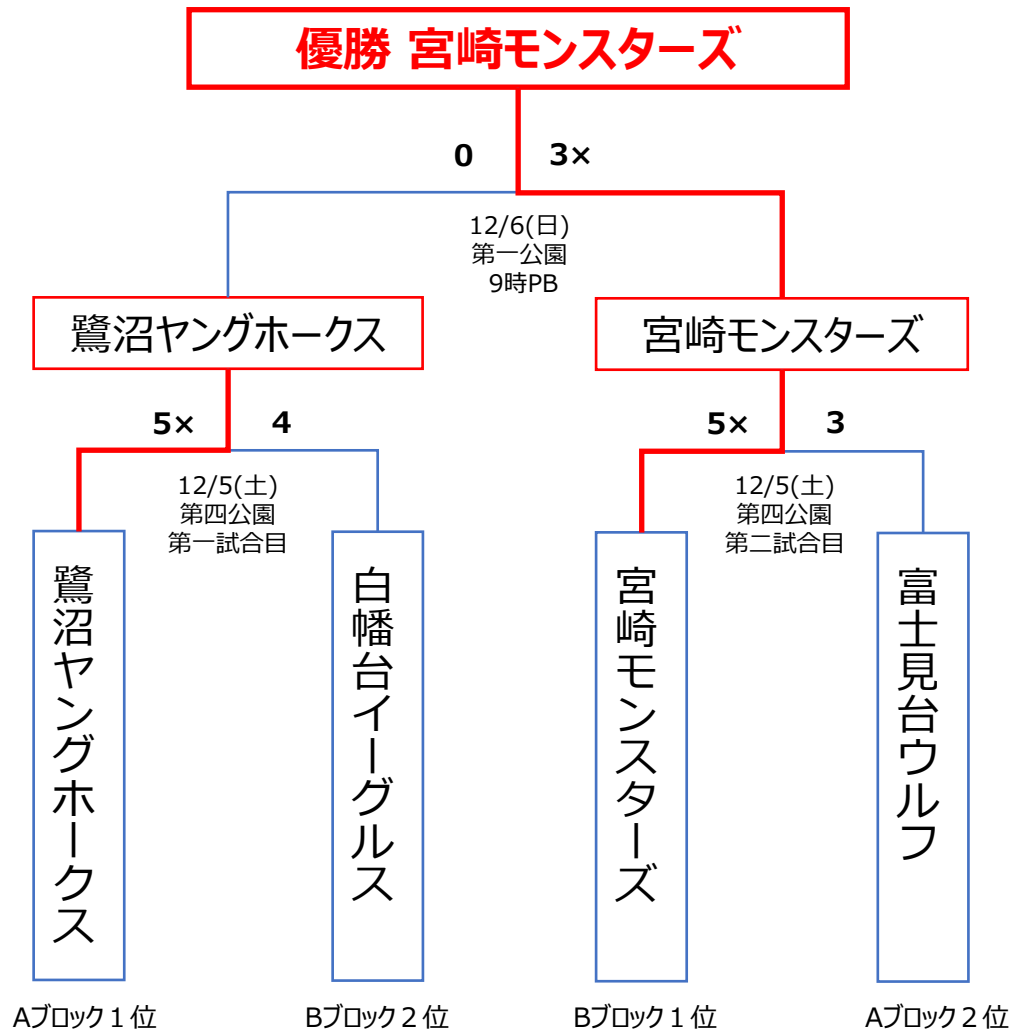 優勝 宮崎モンスターズ
0 3×
12/6(日)
第一公園
9時PB
鷺沼ヤングホークス
宮崎モンスターズ
5× 4
5× 3
12/5(土)
第四公園
第一試合目
12/5(土)
第四公園
第二試合目
鷺沼ヤングホークス
白幡台イーグルス
宮崎モンスターズ
富士見台ウルフ
Aブロック1位
Bブロック2位
Bブロック1位
Aブロック2位